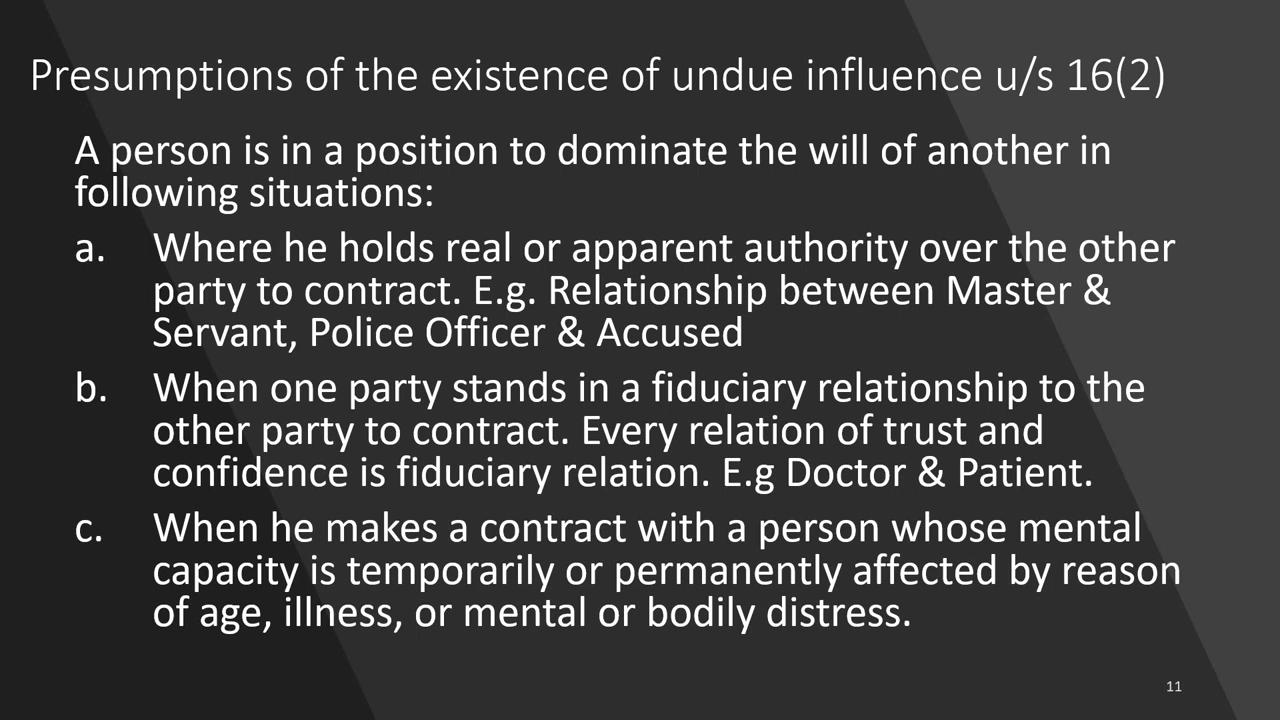 Presumptions of the existence of undue influence u/s 16(2)
A person is in a position to dominate the will of another in
following situations:
a. Where he holds real or apparent authority over the other
party to contract. E.g. Relationship between Master &
Servant, Police Officer & Accused
b. When one party stands in a fiduciary relationship to the
other party to contract. Every relation of trust and
confidence is fiduciary relation. E.g Doctor & Patient.
c. When he makes a contract with a person whose mental
capacity is temporarily or permanently affected by reason
of age, illness, or mental or bodily distress.
11